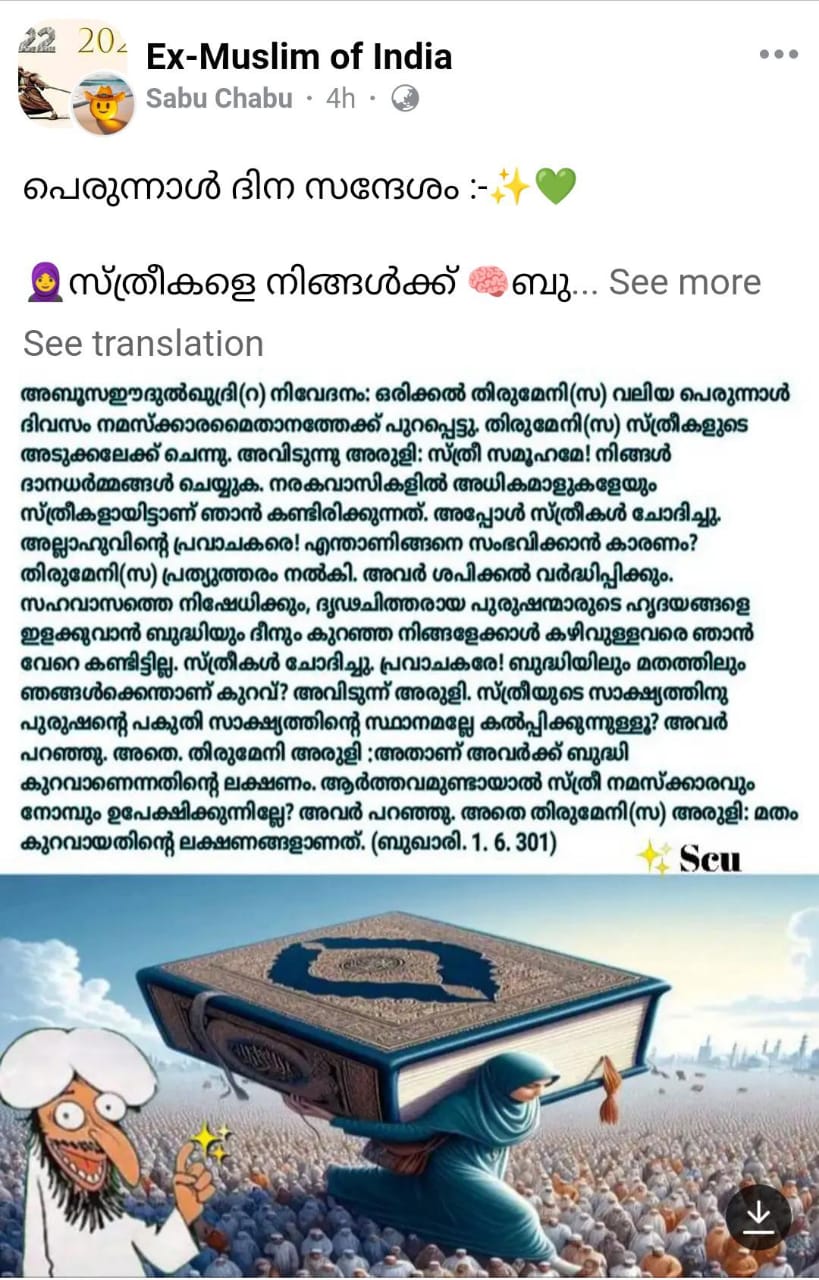 22 202
Ex-Muslim of India
Sabu Chabu · 4h ·
പെരുന്നാൾ ദിന സന്ദേശം :-✨💚
🧕സ്ത്രീകളെ നിങ്ങൾക്ക് 🧠ബു... See more
See translation
അബൂസഈദുൽഖുദ്രി(റ) നിവേദനം: ഒരിക്കൽ തിരുമേനി(സ) വലിയ പെരുന്നാൾ
ദിവസം നമസ്ക്കാരമൈതാനത്തേക്ക് പുറപ്പെട്ടു. തിരുമേനി(സ) സ്ത്രീകളുടെ
അടുക്കലേക്ക് ചെന്നു. അവിടുന്നു അരുളി: സ്ത്രീ സമൂഹമേ! നിങ്ങൾ
ദാനധർമ്മങ്ങൾ ചെയ്യുക. നരകവാസികളിൽ അധികമാളുകളേയും
സ്ത്രീകളായിട്ടാണ് ഞാൻ കണ്ടിരിക്കുന്നത്. അപ്പോൾ സ്ത്രീകൾ ചോദിച്ചു.
അല്ലാഹുവിന്റെ പ്രവാചകരെ! എന്താണിങ്ങനെ സംഭവിക്കാൻ കാരണം?
തിരുമേനി(സ) പ്രത്യുത്തരം നൽകി. അവർ ശപിക്കൽ വർദ്ധിപ്പിക്കും.
സഹവാസത്തെ നിഷേധിക്കും, ദൃഢചിത്തരായ പുരുഷന്മാരുടെ ഹൃദയങ്ങളെ
ഇളക്കുവാൻ ബുദ്ധിയും ദീനും കുറഞ്ഞ നിങ്ങളേക്കാൾ കഴിവുള്ളവരെ ഞാൻ
വേറെ കണ്ടിട്ടില്ല. സ്ത്രീകൾ ചോദിച്ചു. പ്രവാചകരേ! ബുദ്ധിയിലും മതത്തിലും
ഞങ്ങൾക്കെന്താണ് കുറവ്? അവിടുന്ന് അരുളി. സ്ത്രീയുടെ സാക്ഷ്യത്തിനു
പുരുഷന്റെ പകുതി സാക്ഷ്യത്തിന്റെ സ്ഥാനമല്ലേ കൽപ്പിക്കുന്നുള്ളൂ? അവർ
പറഞ്ഞു. അതെ. തിരുമേനി അരുളി :അതാണ് അവർക്ക് ബുദ്ധി
കുറവാണെന്നതിന്റെ ലക്ഷണം. ആർത്തവമുണ്ടായാൽ സ്ത്രീ നമസ്ക്കാരവും
നോമ്പും ഉപേക്ഷിക്കുന്നില്ലേ? അവർ പറഞ്ഞു. അതെ തിരുമേനി(സ) അരുളി: മതം
കുറവായതിന്റെ ലക്ഷണങ്ങളാണത്. (ബുഖാരി. 1. 6. 301)
✨ Scu